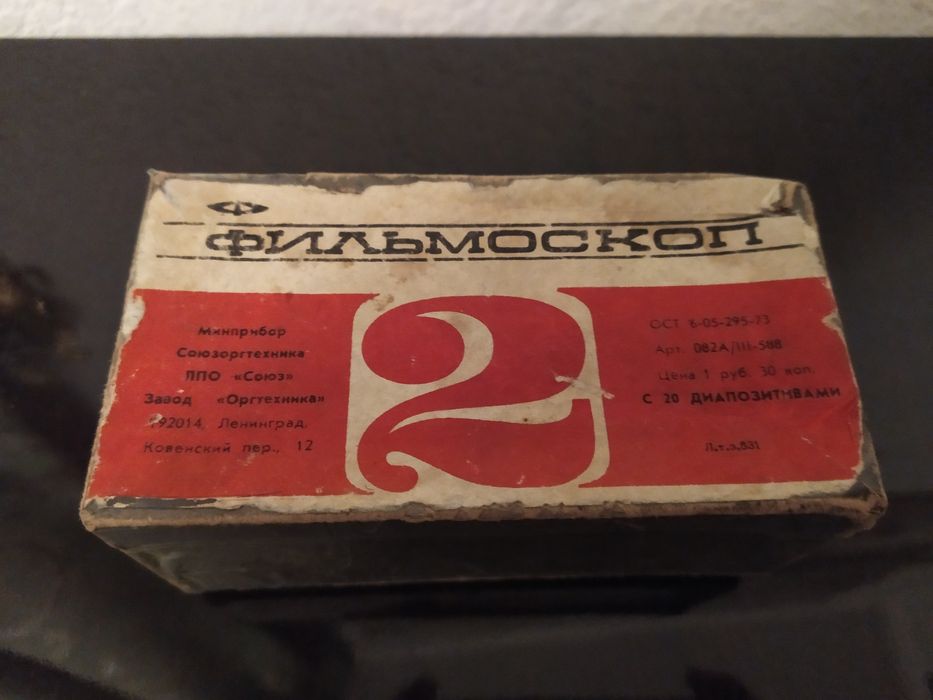 Ф
ФИЛЬМОСКОП
2
Минприбор
Союзоргтехника
ЛПО «Союз»
Завод «Оргтехника»
192014, Ленинград,
Ковенский пер., 12
ОСТ 6-05-295-73
Арт. 082А/III-588
Цена 1 руб. 30 коп.
С 20 ДИАПОЗИТИВАМИ
Л.т.з.831